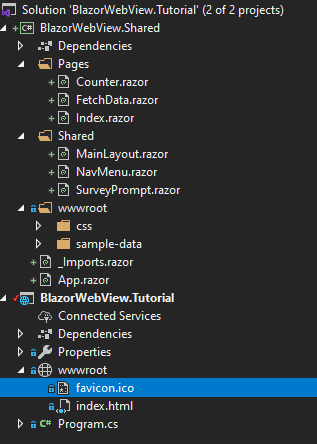 Solution 'BlazorWebView.Tutorial' (2 of 2 projects)
BlazorWebView.Shared
Dependencies
Pages
Counter.razor
FetchData.razor
Index.razor
Shared
MainLayout.razor
NavMenu.razor
SurveyPrompt.razor
wwwroot
css
sample-data
_Imports.razor
App.razor
BlazorWebView.Tutorial
Connected Services
Dependencies
Properties
wwwroot
favicon.ico
index.html
C# Program.cs